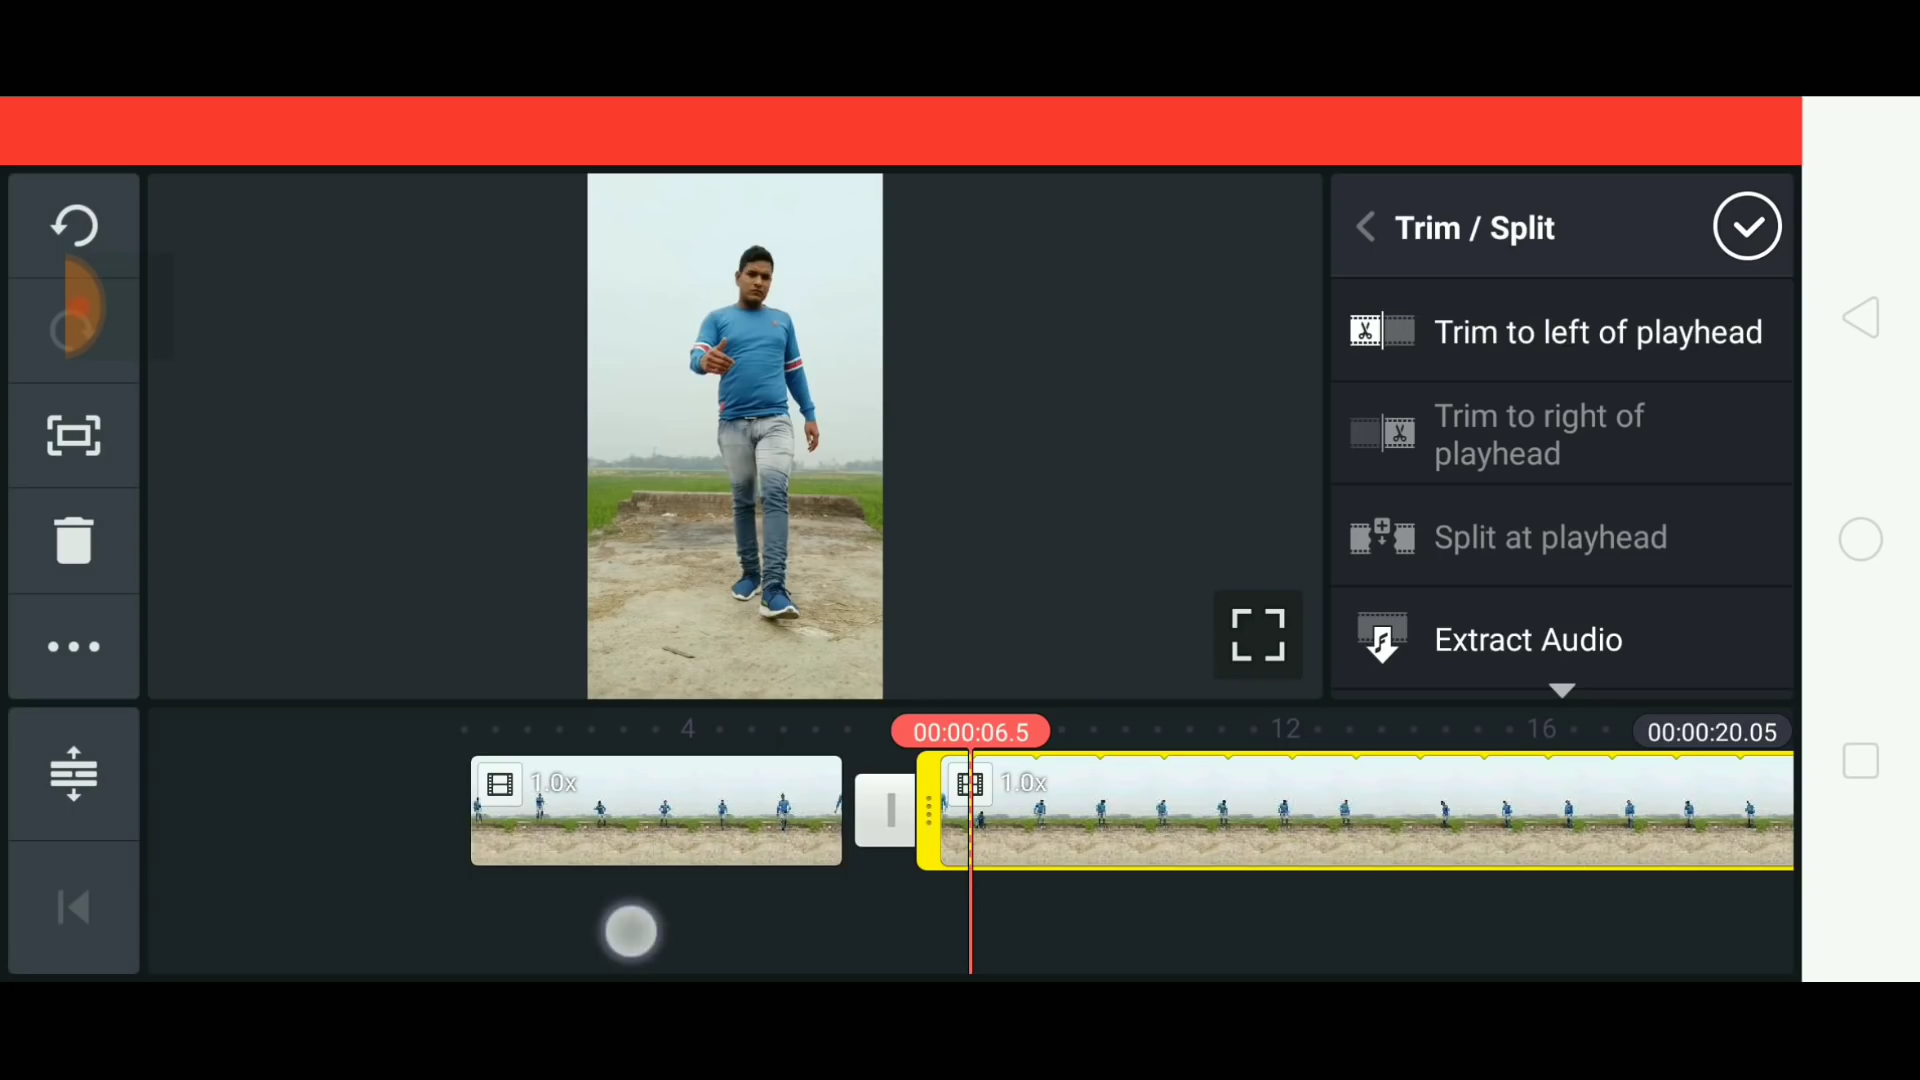 Trim / Split
Trim to left of playhead
Trim to right of
playhead
Split at playhead
Extract Audio
4
00:00:06.5
12
16
00:00:20.05
1.0x
1.0x